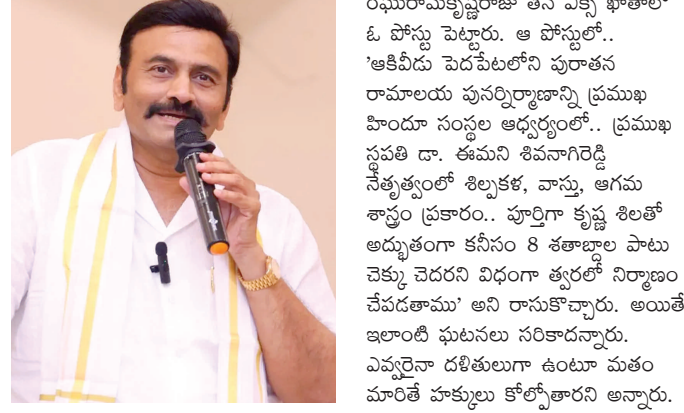 రఘురామకృష్ణరాజు తన ఎక్స్ ఖాతాలో
ఓ పోస్టు పెట్టారు. ఆ పోస్టులో..
'ఆకివీడు పెదపేటలోని పురాతన
రామాలయ పునర్నిర్మాణాన్ని ప్రముఖ
హిందూ సంస్థల ఆధ్వర్యంలో.. ప్రముఖ
స్థపతి డా. ఈమని శివనాగిరెడ్డి
నేతృత్వంలో శిల్పకళ, వాస్తు, ఆగమ
శాస్త్రం ప్రకారం.. పూర్తిగా కృష్ణ శిలతో
అద్భుతంగా కనీసం 8 శతాబ్దాల పాటు
చెక్కు చెదరని విధంగా త్వరలో నిర్మాణం
చేపడతాము' అని రాసుకొచ్చారు. అయితే
ఇలాంటి ఘటనలు సరికాదన్నారు.
ఎవ్వరైనా దళితులుగా ఉంటూ మతం
మారితే హక్కులు కోల్పోతారని అన్నారు.